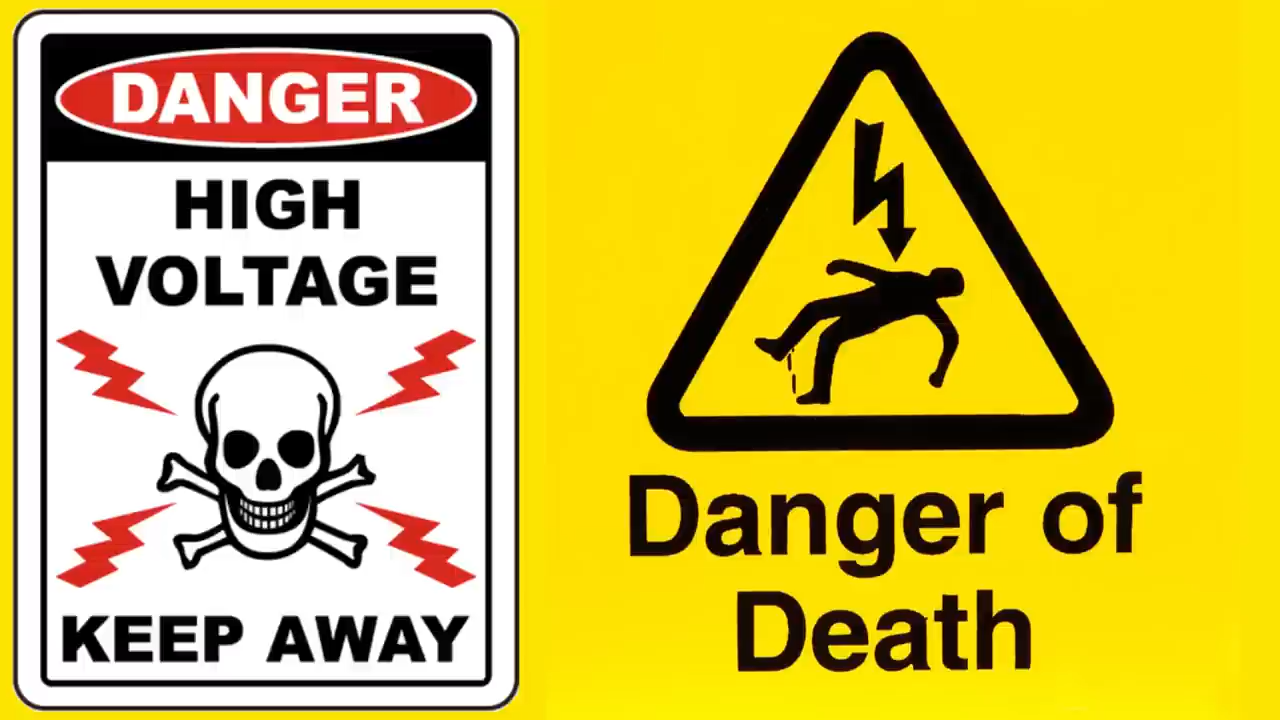 DANGER
HIGH
VOLTAGE
KEEP AWAY
Danger of
Death